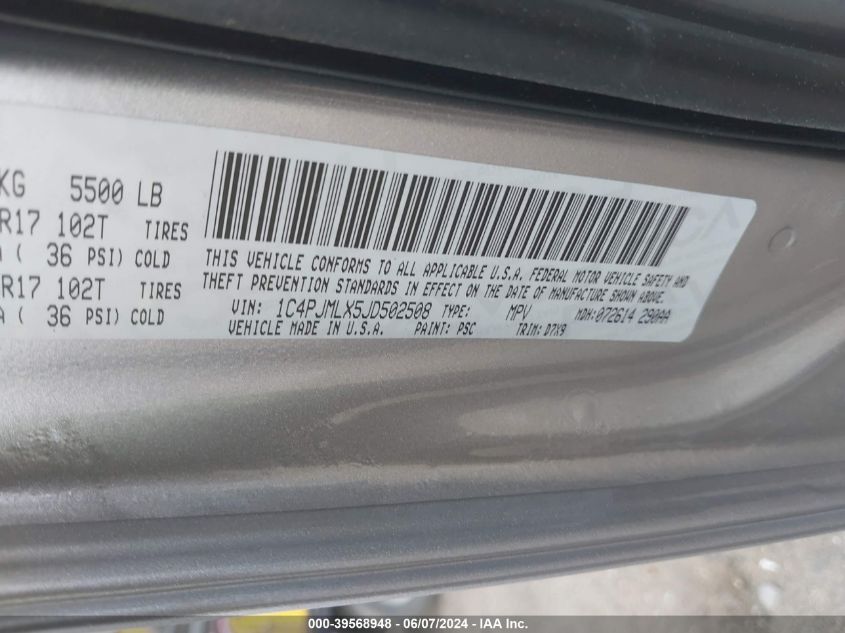 KG 5500 LB
R17 102T TIRES
( 36 PSI) COLD
R17 102T TIRES
( 36 PSI) COLD
THIS VEHICLE CONFORMS TO ALL APPLICABLE U.S.A. FEDERAL MOTOR VEHICLE SAFETY AND
THEFT PREVENTION STANDARDS IN EFFECT ON THE DATE OF MANUFACTURE SHOWN ABOVE.
VIN: 1C4PJMLX5JD502508 TYPE: MPV MDH:072614 290AA
VEHICLE MADE IN U.S.A. PAINT: PSC TRIM: D7X9
000-39568948 - 06/07/2024 - IAA Inc.